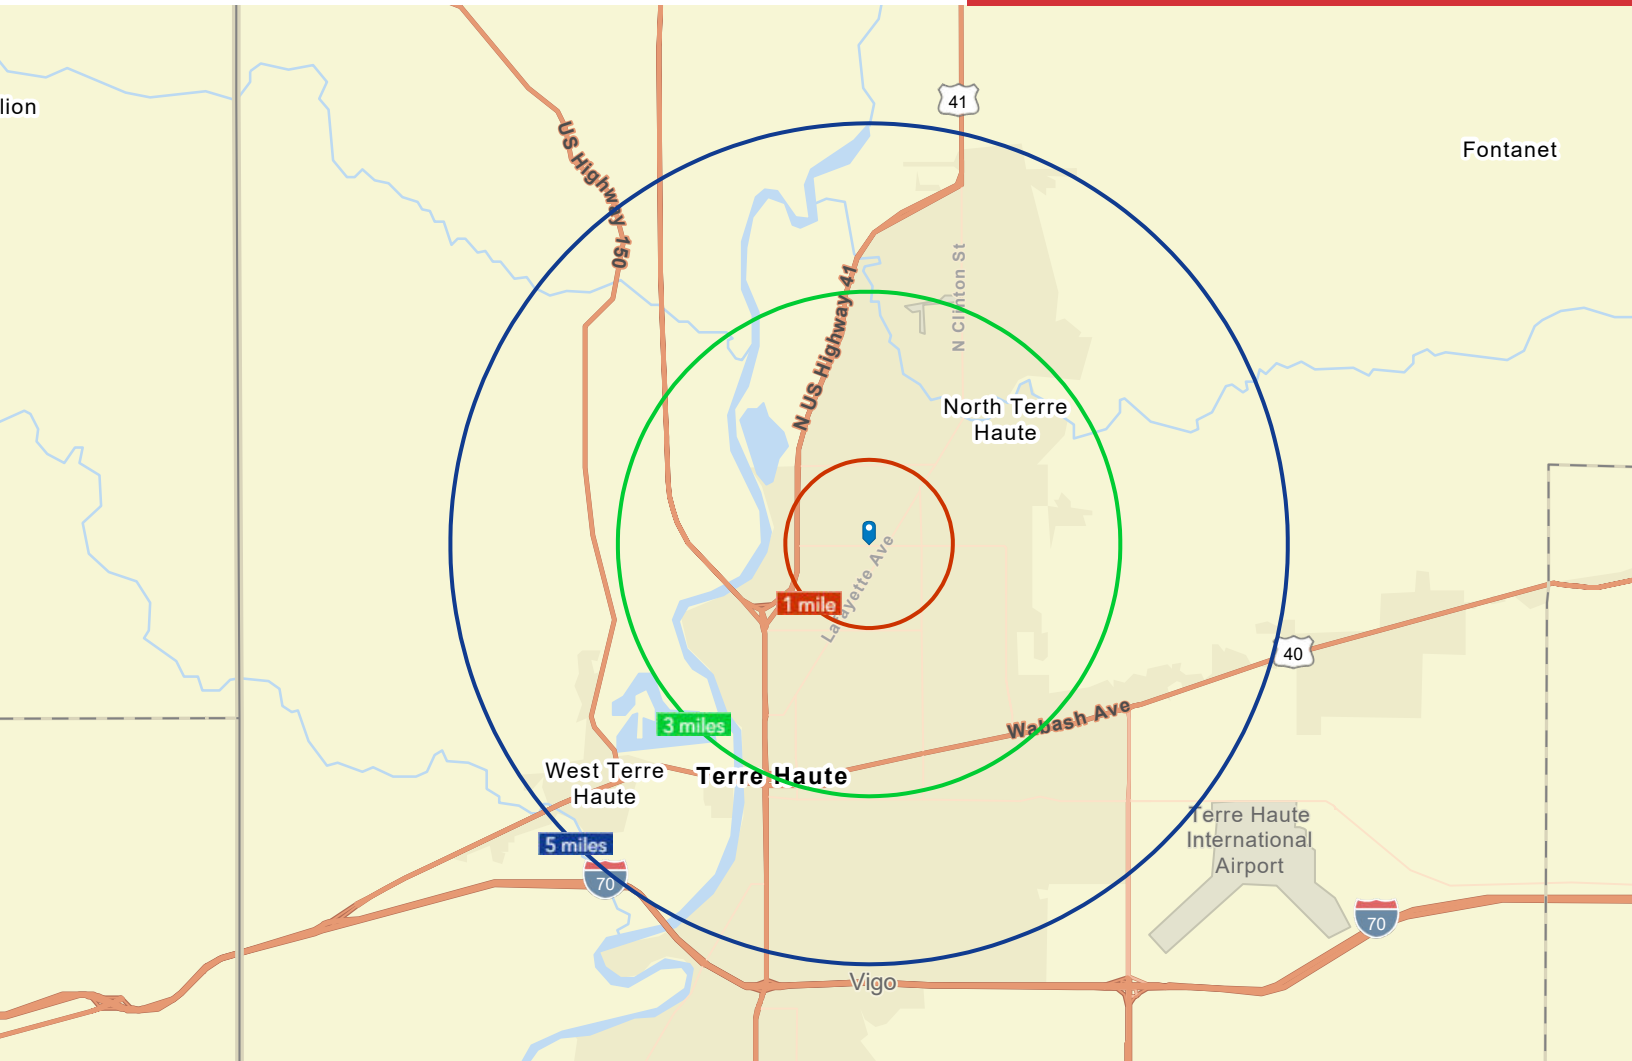 41
lion
Fontanet
US Highway 150
N Clinton St
N US Highway 41
North Terre
Haute
Lafayette Ave
1 mile
40
Wabash Ave
3 miles
West Terre
Haute
Terre Haute
Terre Haute
International
Airport
5 miles
70
70
Vigo